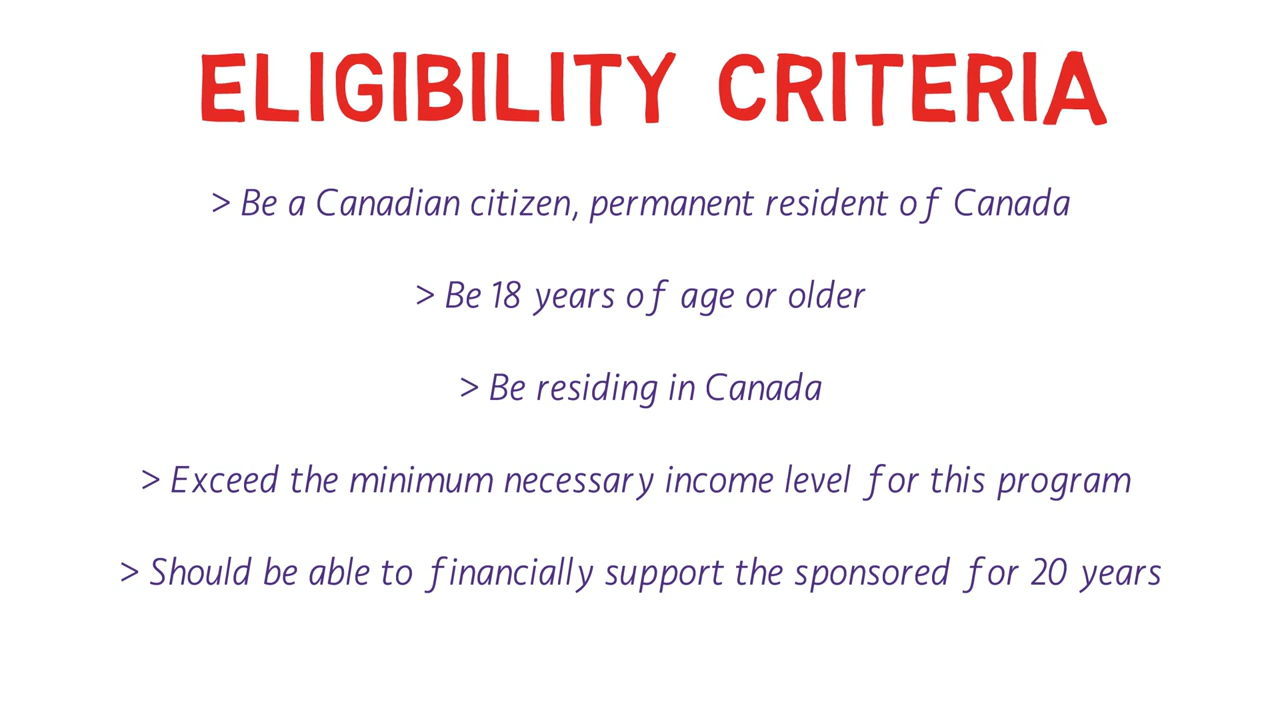 ELIGIBILITY CRITERIA
> Be a Canadian citizen, permanent resident of Canada
> Be 18 years of age or older
> Be residing in Canada
> Exceed the minimum necessary income level for this program
> Should be able to financially support the sponsored for 20 years